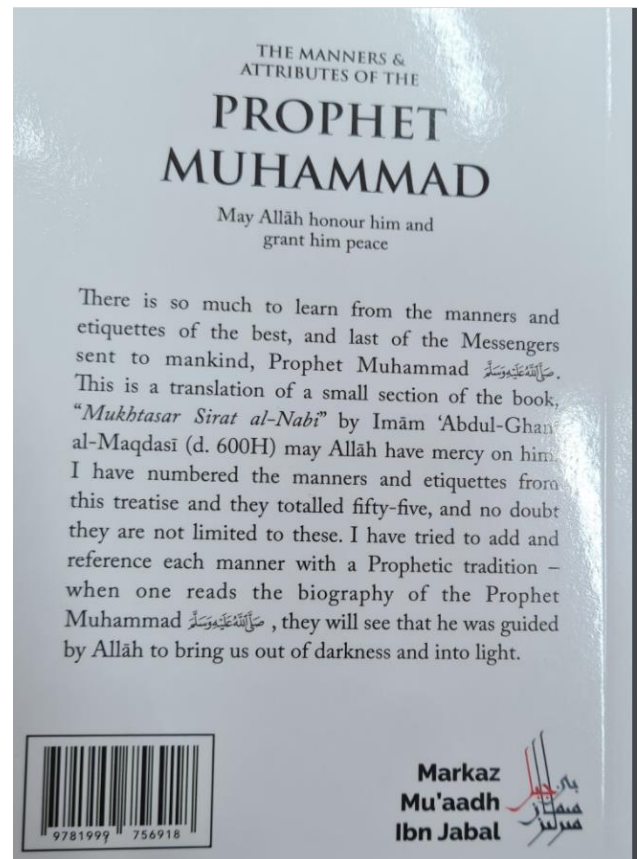 THE MANNERS &
ATTRIBUTES OF THE
PROPHET
MUHAMMAD
May Allāh honour him and
grant him peace
There is so much to learn from the manners and
etiquettes of the best, and last of the Messengers
sent to mankind, Prophet Muhammad ﷺ.
This is a translation of a small section of the book,
“Mukhtasar Sirat al-Nabi” by Imām ‘Abdul-Ghani
al-Maqdasī (d. 600H) may Allāh have mercy on him.
I have numbered the manners and etiquettes from
this treatise and they totalled fifty-five, and no doubt
they are not limited to these. I have tried to add and
reference each manner with a Prophetic tradition –
when one reads the biography of the Prophet
Muhammad ﷺ , they will see that he was guided
by Allāh to bring us out of darkness and into light.
9781999 756918
Markaz
Mu’aadh
Ibn Jabal